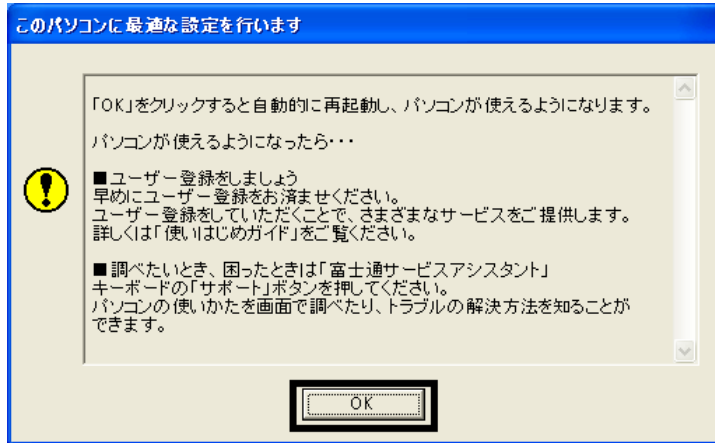 このパソコンに最適な設定を行います
「OK」をクリックすると自動的に再起動し、パソコンが使えるようになります。
パソコンが使えるようになったら・・・
■ユーザー登録をしましょう
早めにユーザー登録をお済ませください。
ユーザー登録をしていただくことで、さまざまなサービスをご提供します。
詳しくは「使いはじめガイド」をご覧ください。
■調べたいとき、困ったときは「富士通サービスアシスタント」
キーボードの「サポート」ボタンを押してください。
パソコンの使いかたを画面で調べたり、トラブルの解決方法を知ることが
できます。
OK